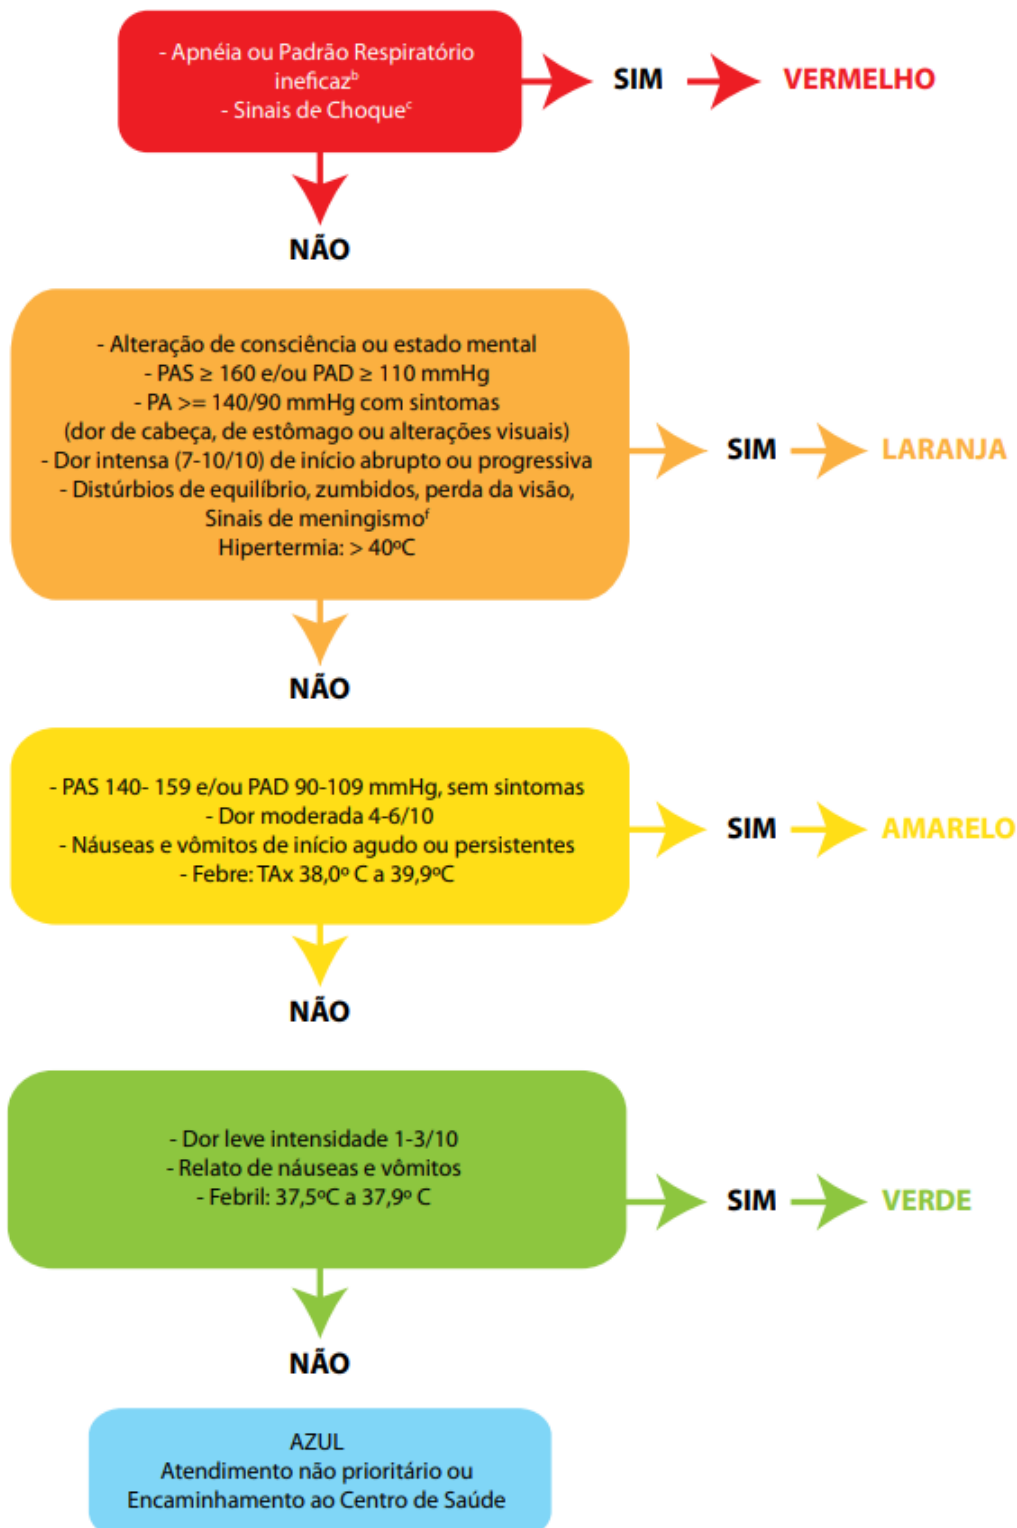 - Apnéia ou Padrão Respiratório
ineficazᵇ
- Sinais de Choqueᶜ
SIM
VERMELHO
NÃO
- Alteração de consciência ou estado mental
- PAS ≥ 160 e/ou PAD ≥ 110 mmHg
- PA >= 140/90 mmHg com sintomas
(dor de cabeça, de estômago ou alterações visuais)
- Dor intensa (7-10/10) de início abrupto ou progressiva
- Distúrbios de equilíbrio, zumbidos, perda da visão,
Sinais de meningismoᶠ
Hipertermia: > 40ºC
SIM
LARANJA
NÃO
- PAS 140- 159 e/ou PAD 90-109 mmHg, sem sintomas
- Dor moderada 4-6/10
- Náuseas e vômitos de início agudo ou persistentes
- Febre: TAx 38,0º C a 39,9ºC
SIM
AMARELO
NÃO
- Dor leve intensidade 1-3/10
- Relato de náuseas e vômitos
- Febril: 37,5ºC a 37,9º C
SIM
VERDE
NÃO
AZUL
Atendimento não prioritário ou
Encaminhamento ao Centro de Saúde